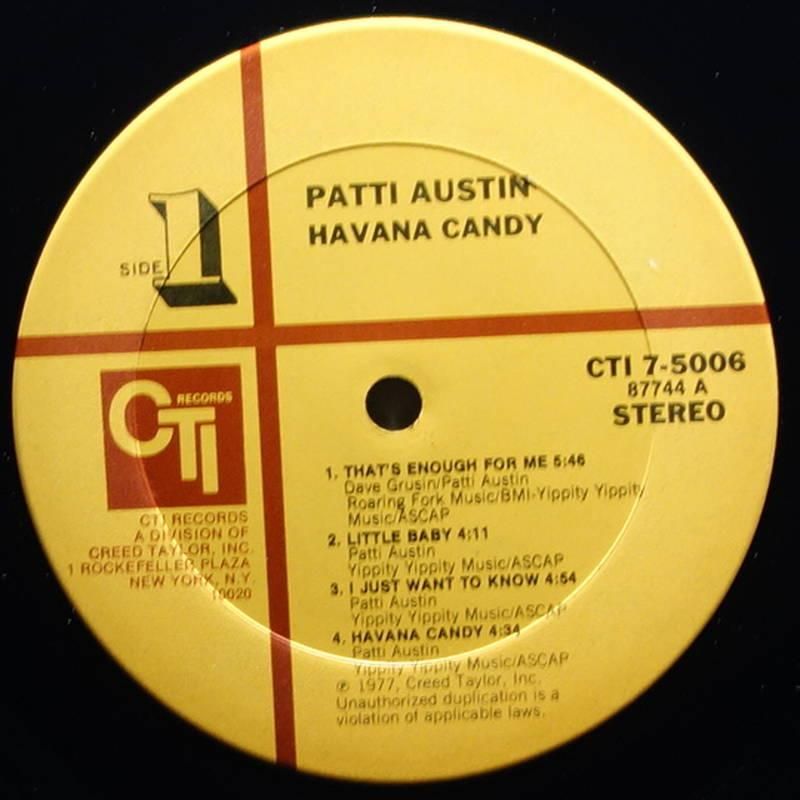 PATTI AUSTIN
HAVANA CANDY
SIDE 1
CTI 7-5006
87744 A
STEREO
CTI RECORDS
CTI RECORDS
A DIVISION OF
CREED TAYLOR, INC.
1 ROCKEFELLER PLAZA
NEW YORK, N.Y.
10020
1. THAT'S ENOUGH FOR ME 5:46
Dave Grusin/Patti Austin
Roaring Fork Music/BMI-Yippity Yippity
Music/ASCAP
2. LITTLE BABY 4:11
Patti Austin
Yippity Yippity Music/ASCAP
3. I JUST WANT TO KNOW 4:54
Patti Austin
Yippity Yippity Music/ASCAP
4. HAVANA CANDY 4:34
Patti Austin
Yippity Yippity Music/ASCAP
℗ 1977, Creed Taylor, Inc.
Unauthorized duplication is a
violation of applicable laws.